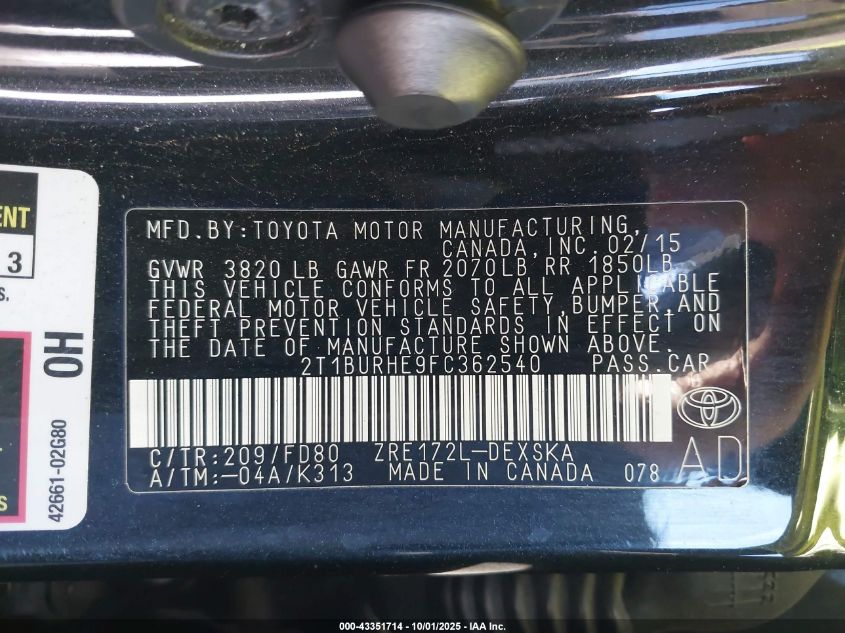 MFD.BY:TOYOTA MOTOR MANUFACTURING,
CANADA,INC.02/15
GVWR 3820 LB GAWR FR 2070LB RR 1850LB
THIS VEHICLE CONFORMS TO ALL APPLICABLE
FEDERAL MOTOR VEHICLE SAFETY,BUMPER,AND
THEFT PREVENTION STANDARDS IN EFFECT ON
THE DATE OF MANUFACTURE SHOWN ABOVE.
2T1BURHE9FC362540 PASS.CAR
C/TR:209/FD80 ZRE172L-DEXSKA
A/TM:-04A/K313 MADE IN CANADA 078
AD
3
OH
42661-02G80
000-43351714 - 10/01/2025 - IAA Inc.